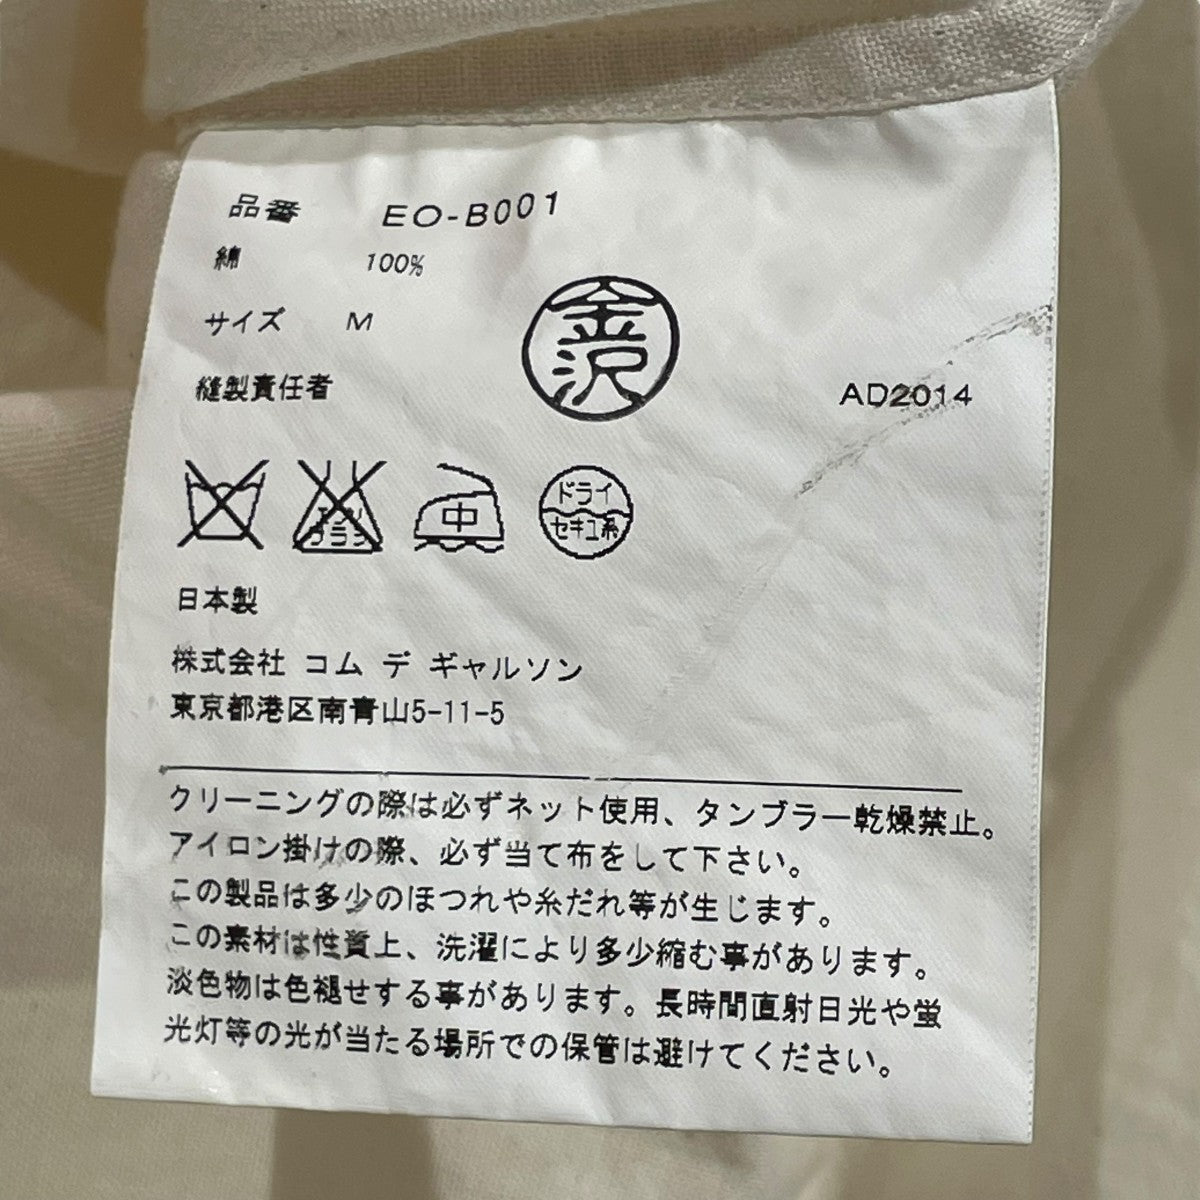 品番 EO-B001
綿 100%
サイズ M
縫製責任者
金沢
AD2014
エンソ
サラシ
中
ドライ
セキユ系
日本製
株式会社 コム デ ギャルソン
東京都港区南青山5-11-5
クリーニングの際は必ずネット使用、タンブラー乾燥禁止。
アイロン掛けの際、必ず当て布をして下さい。
この製品は多少のほつれや糸だれ等が生じます。
この素材は性質上、洗濯により多少縮む事があります。
淡色物は色褪せする事があります。長時間直射日光や蛍
光灯等の光が当たる場所での保管は避けてください。